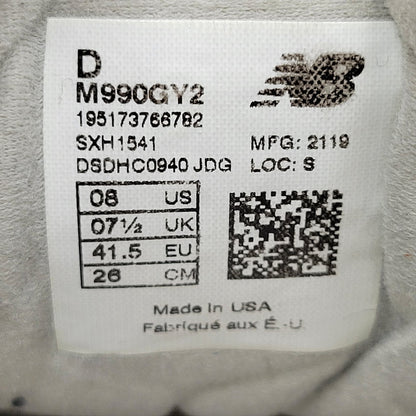 D
M990GY2
195173766782
SXH1541 MFG: 2119
DSDHC0940 JDG LOC: S
08 US
07½ UK
41.5 EU
26 CM
Made in USA
Fabriqué aux É.-U.